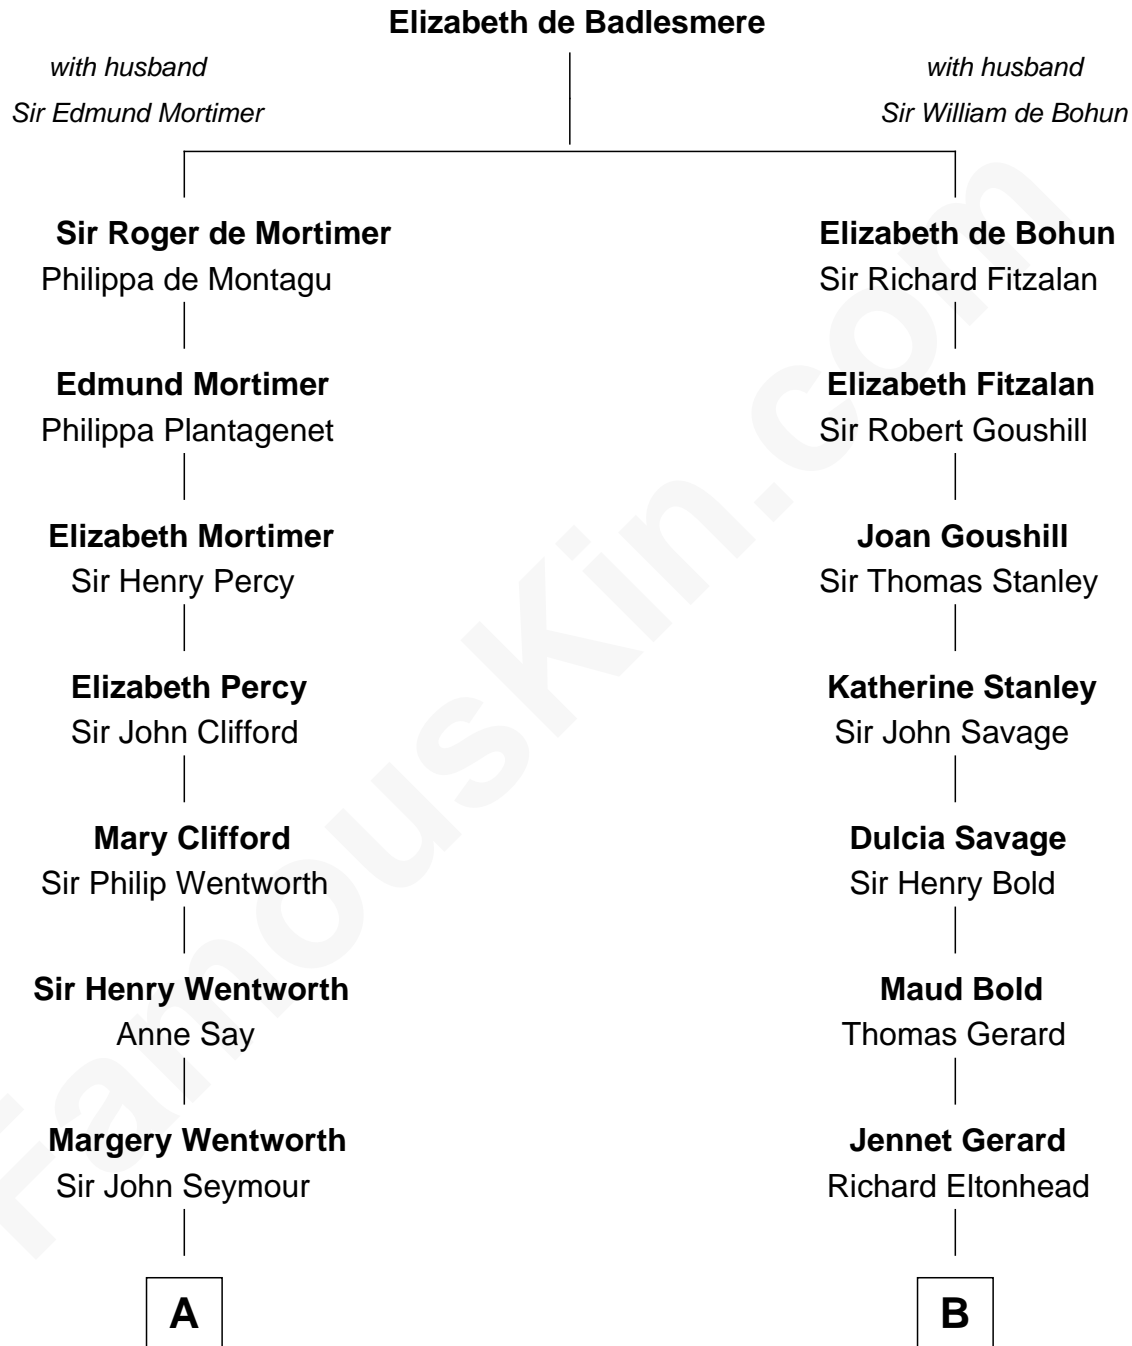 Elizabeth de Badlesmere
with husband
Sir Edmund Mortimer
with husband
Sir William de Bohun
Sir Roger de Mortimer
Philippa de Montagu
Elizabeth de Bohun
Sir Richard Fitzalan
Edmund Mortimer
Philippa Plantagenet
Elizabeth Fitzalan
Sir Robert Goushill
Elizabeth Mortimer
Sir Henry Percy
Joan Goushill
Sir Thomas Stanley
Elizabeth Percy
Sir John Clifford
Katherine Stanley
Sir John Savage
Mary Clifford
Sir Philip Wentworth
Dulcia Savage
Sir Henry Bold
Sir Henry Wentworth
Anne Say
Maud Bold
Thomas Gerard
Margery Wentworth
Sir John Seymour
Jennet Gerard
Richard Eltonhead
A
B
FamousKin.com